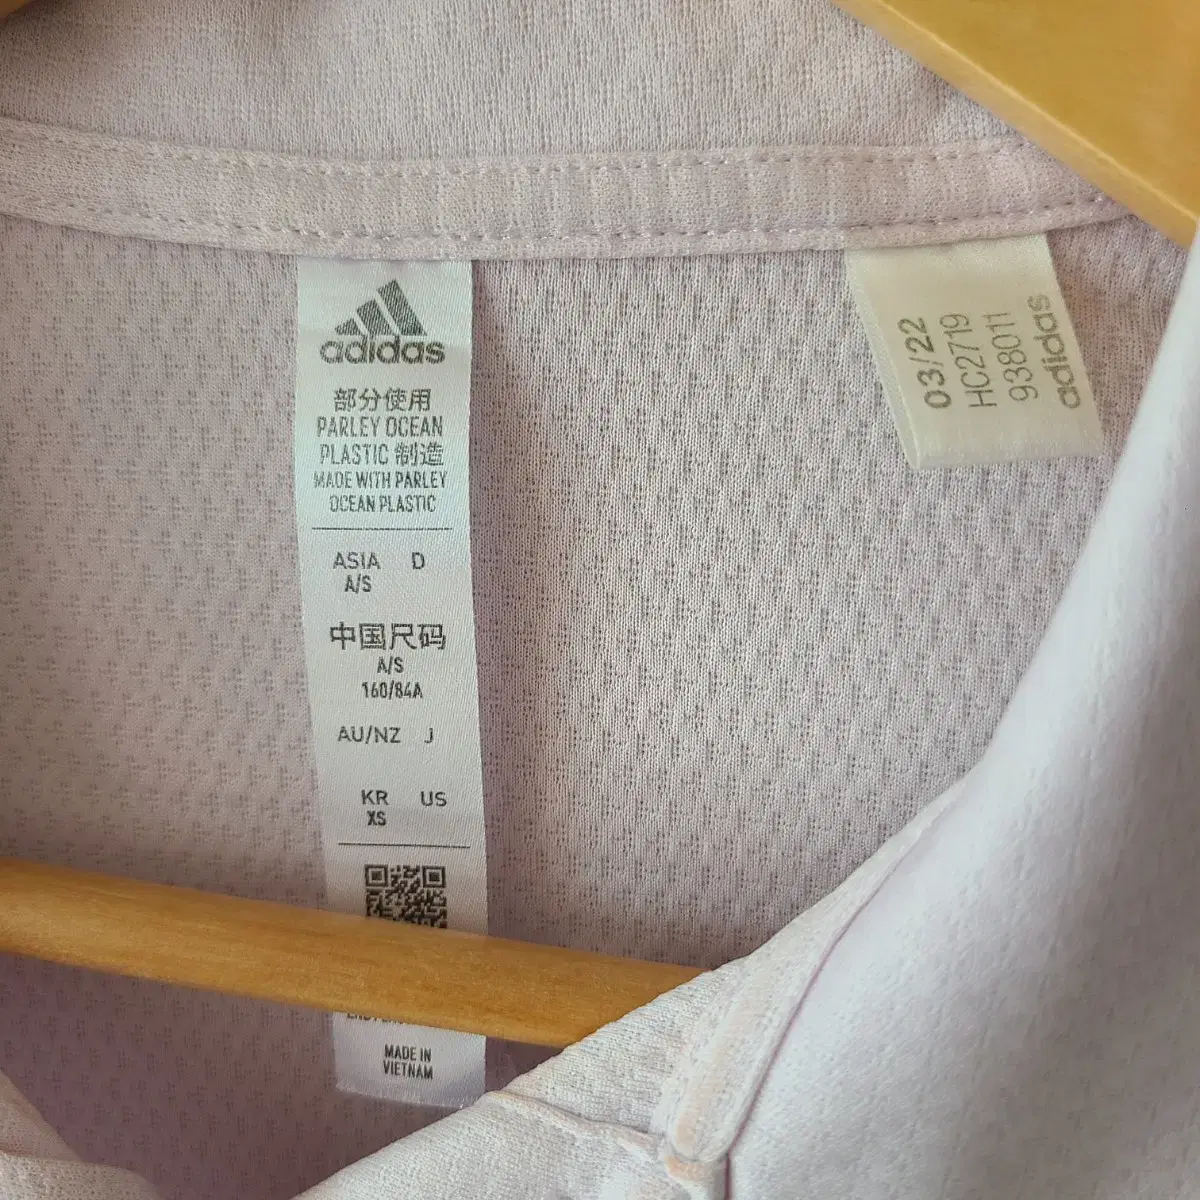 adidas
部分使用
PARLEY OCEAN
PLASTIC 制造
MADE WITH PARLEY
OCEAN PLASTIC
ASIA D
A/S
中国尺码
A/S
160/84A
AU/NZ J
KR US
XS
MADE IN
VIETNAM
03/22
HC2719
938011
adidas